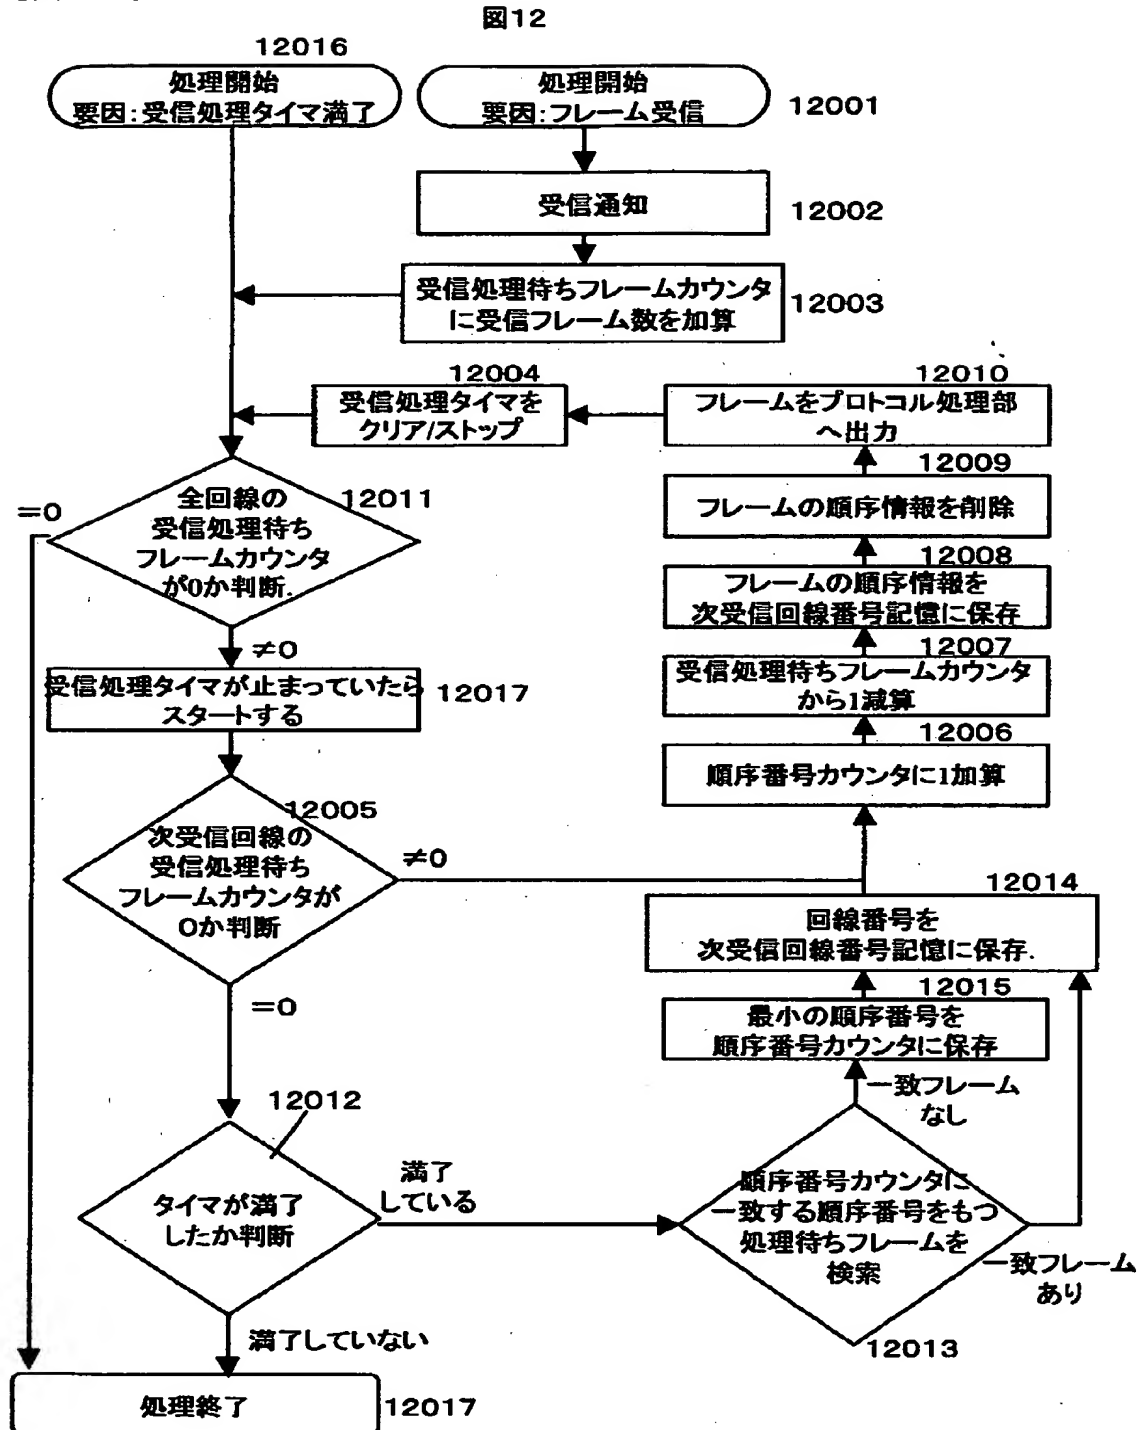 図12
12016
処理開始
要因:受信処理タイマ満了
処理開始
要因:フレーム受信
12001
受信通知
12002
受信処理待ちフレームカウンタ
に受信フレーム数を加算
12003
12004
受信処理タイマを
クリア/ストップ
12010
フレームをプロトコル処理部
へ出力
12009
フレームの順序情報を削除
12008
フレームの順序情報を
次受信回線番号記憶に保存
12007
受信処理待ちフレームカウンタ
から1減算
12006
順序番号カウンタに1加算
全回線の
受信処理待ち
フレームカウンタ
が0か判断.
12011
=0
≠0
受信処理タイマが止まっていたら
スタートする
12017
12005
次受信回線の
受信処理待ち
フレームカウンタが
0か判断
≠0
=0
12014
回線番号を
次受信回線番号記憶に保存.
12015
最小の順序番号を
順序番号カウンタに保存
一致フレーム
なし
12012
タイマが満了
したか判断
満了
している
順序番号カウンタに
一致する順序番号をもつ
処理待ちフレームを
検索
一致フレーム
あり
12013
満了していない
処理終了
12017